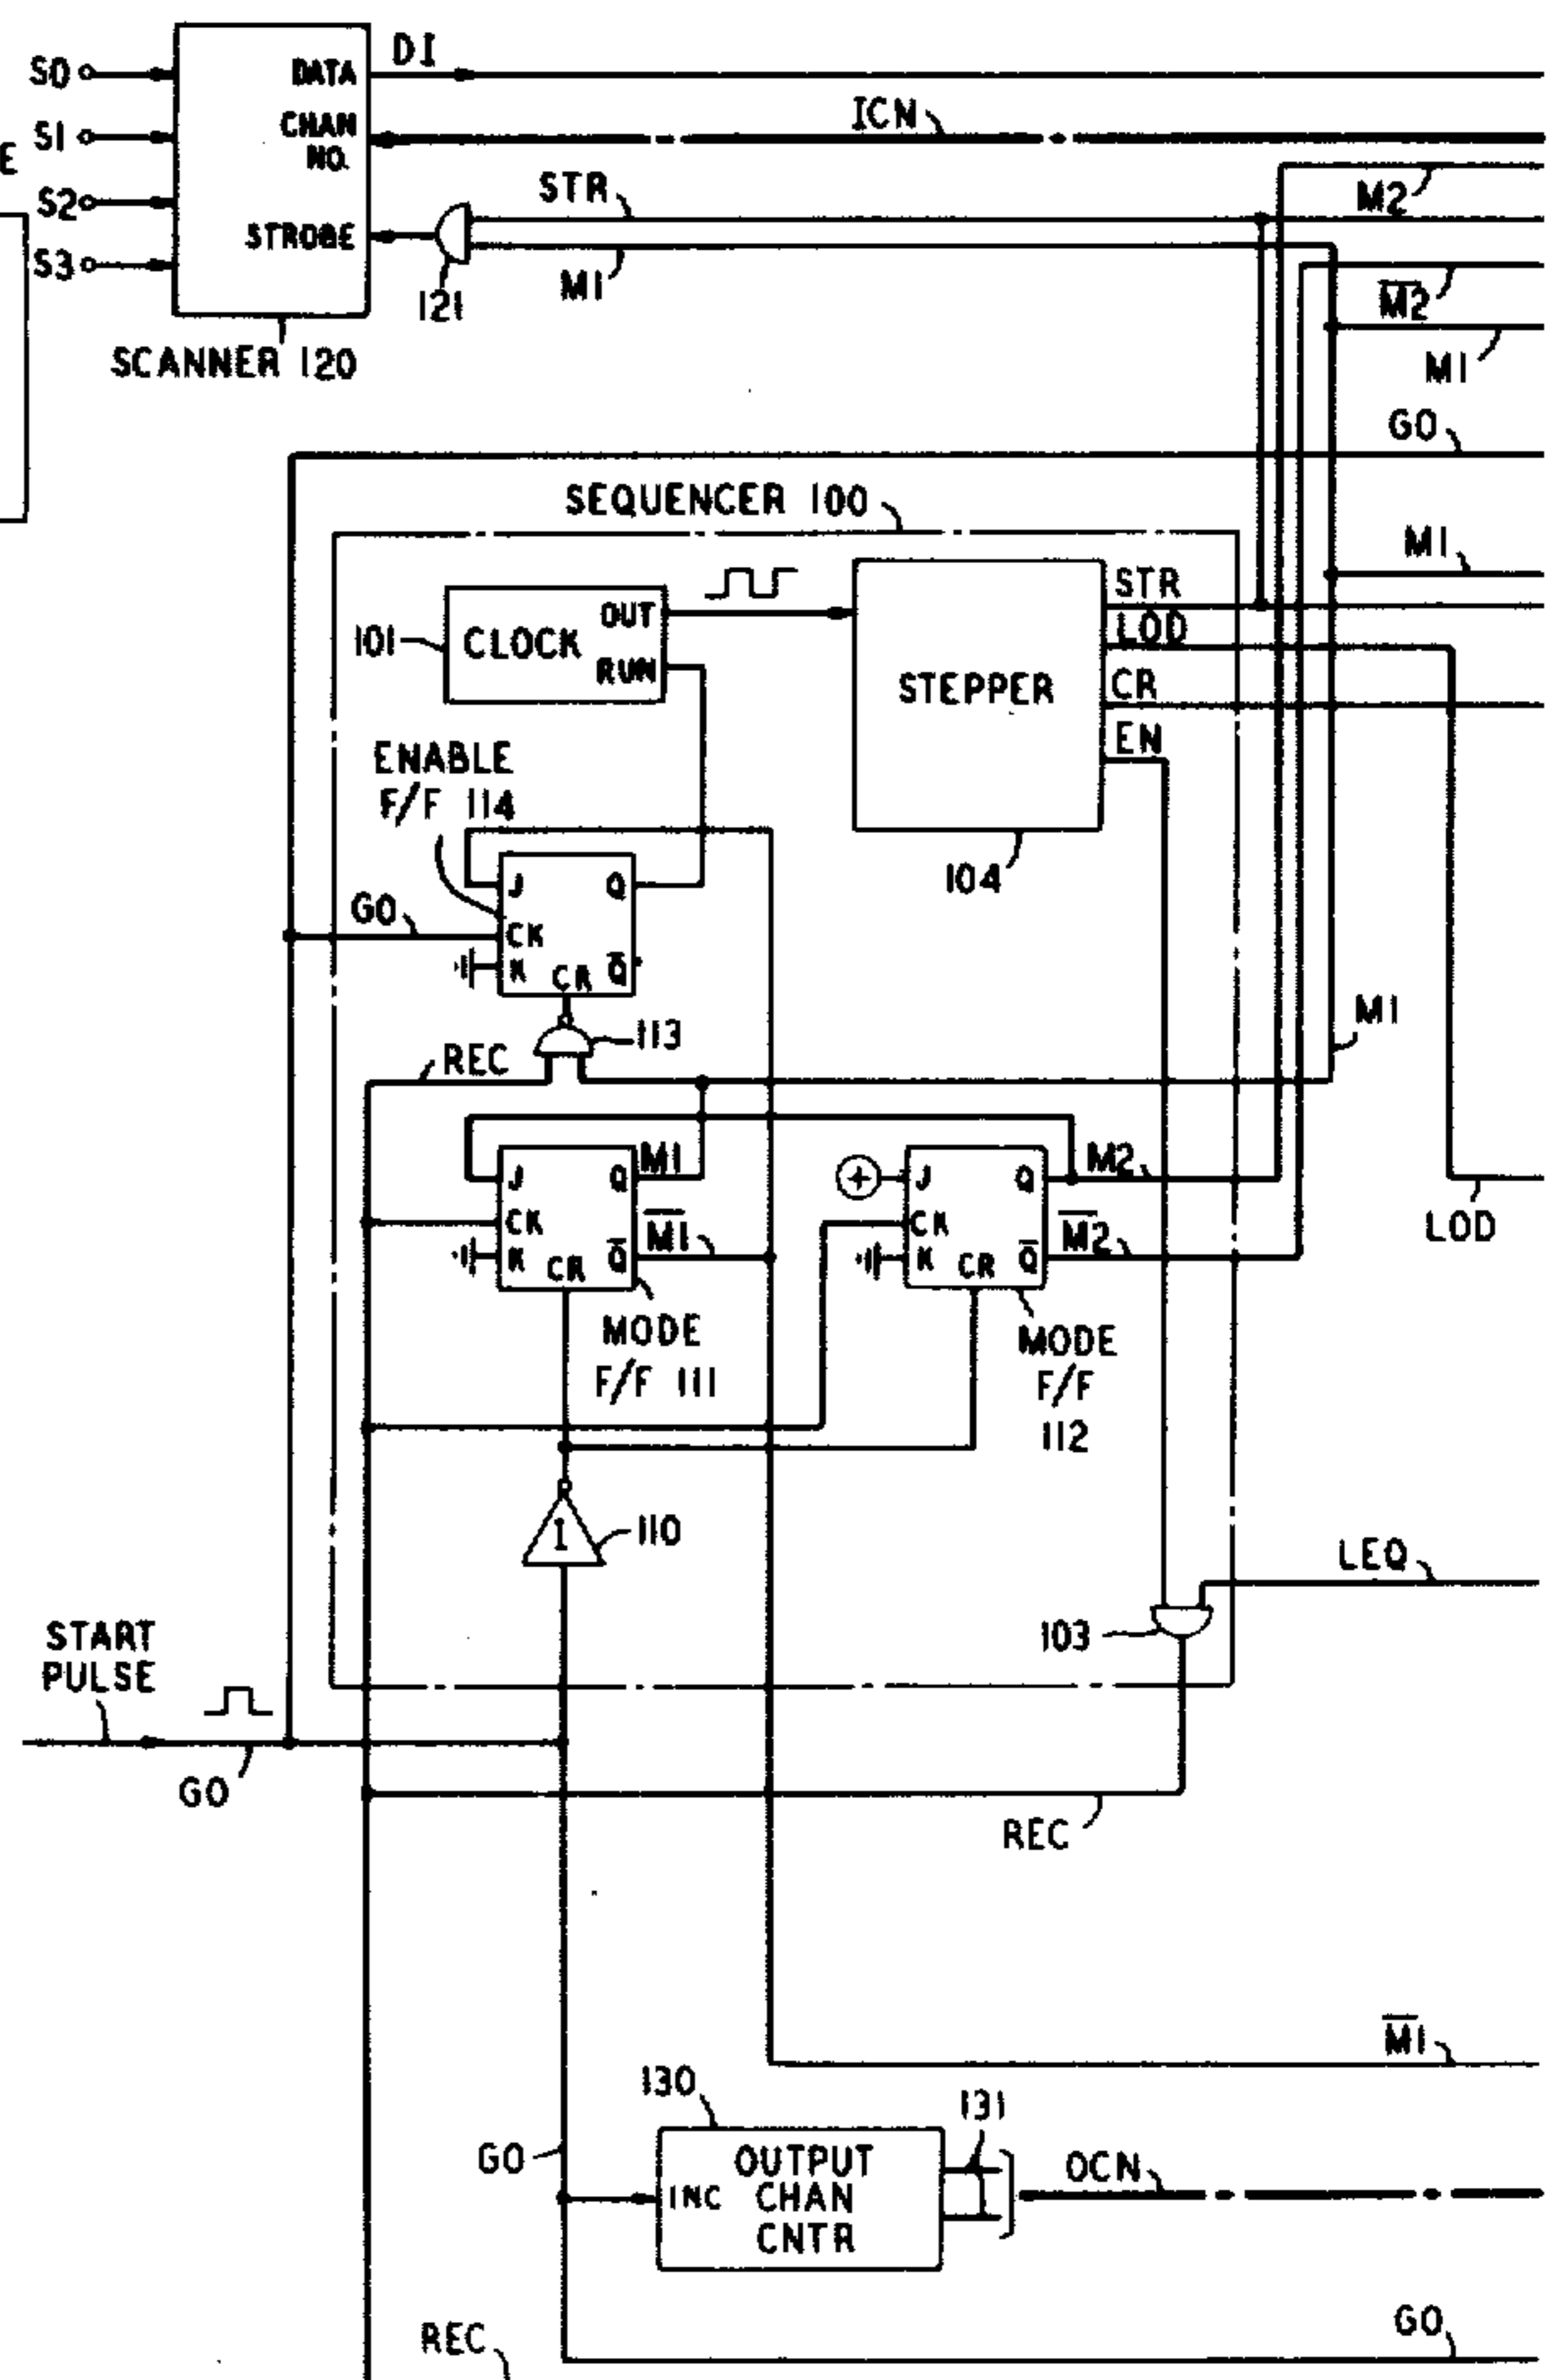 S0
DATA
DI
E
S1
CHAN
NO.
ICN
S2
STROBE
STR
M2
S3
121
M1
M̅2̅
SCANNER 120
M1
GO
SEQUENCER 100
M1
101
CLOCK
OUT
RUN
STEPPER
STR
LOD
CR
EN
104
ENABLE
F/F 114
GO
J
Q
CK
K
CR
Q̅
113
M1
REC
J
Q
M1
CK
K
CR
Q̅
M̅1̅
MODE
F/F 111
+
J
Q
M2
CK
K
CR
Q̅
M̅2̅
MODE
F/F
112
LOD
I
110
LEQ
103
START
PULSE
GO
REC
M̅1̅
130
131
GO
INC
OUTPUT
CHAN
CNTR
OCN
REC
GO